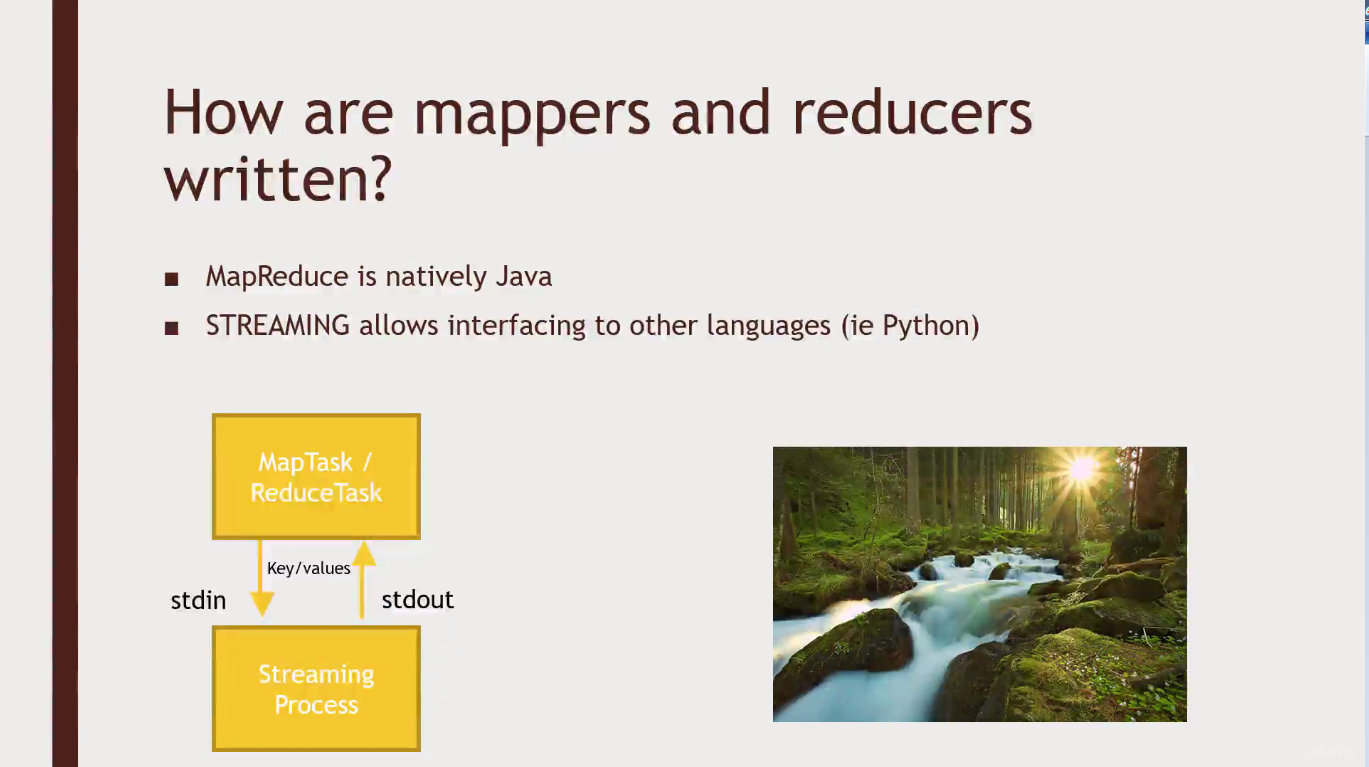 How are mappers and reducers
written?
■ MapReduce is natively Java
■ STREAMING allows interfacing to other languages (ie Python)
MapTask /
ReduceTask
Key/values
stdin
stdout
Streaming
Process